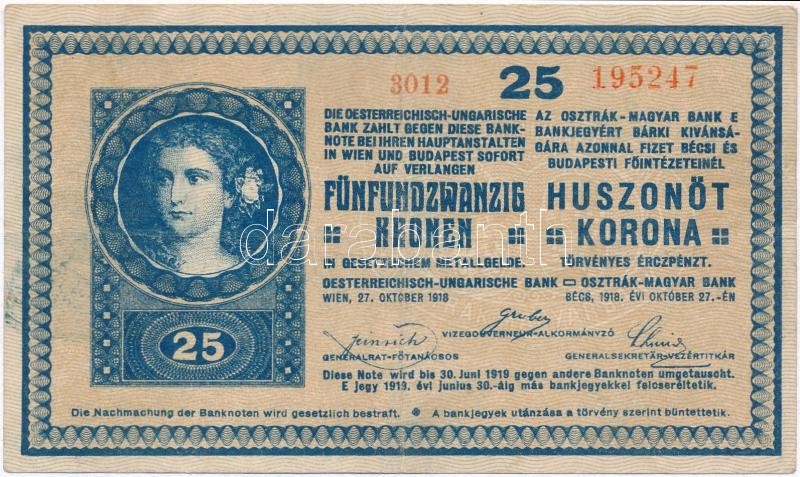 3012 25 195247
DIE OESTERREICHISCH-UNGARISCHE
BANK ZAHLT GEGEN DIESE BANK-
NOTE BEI IHREN HAUPTANSTALTEN
IN WIEN UND BUDAPEST SOFORT
AUF VERLANGEN
FÜNFUNDZWANZIG
KRONEN
IN GESETZLICHEM METALLGELDE.
AZ OSZTRÁK-MAGYAR BANK E
BANKJEGYÉRT BÁRKI KIVÁNSÁ-
GÁRA AZONNAL FIZET BÉCSI ÉS
BUDAPESTI FŐINTÉZETEINÉL
HUSZONÖT
KORONA
TÖRVÉNYES ÉRCZPÉNZT.
OESTERREICHISCH-UNGARISCHE BANK OSZTRÁK-MAGYAR BANK
WIEN, 27. OKTOBER 1918 BÉCS, 1918. ÉVI OKTÓBER 27.-ÉN
Gruber
VIZEGOUVERNEUR-ALKORMÁNYZÓ
GENERALRAT-FŐTANÁCSOS
GENERALSEKRETÄR-VEZÉRTITKÁR
Diese Note wird bis 30. Juni 1919 gegen andere Banknoten umgetauscht.
E jegy 1919. évi junius 30.-áig más bankjegyekkel felcseréltetik.
Die Nachmachung der Banknoten wird gesetzlich bestraft. A bankjegyek utánzása a törvény szerint büntettetik.
25
darabanth